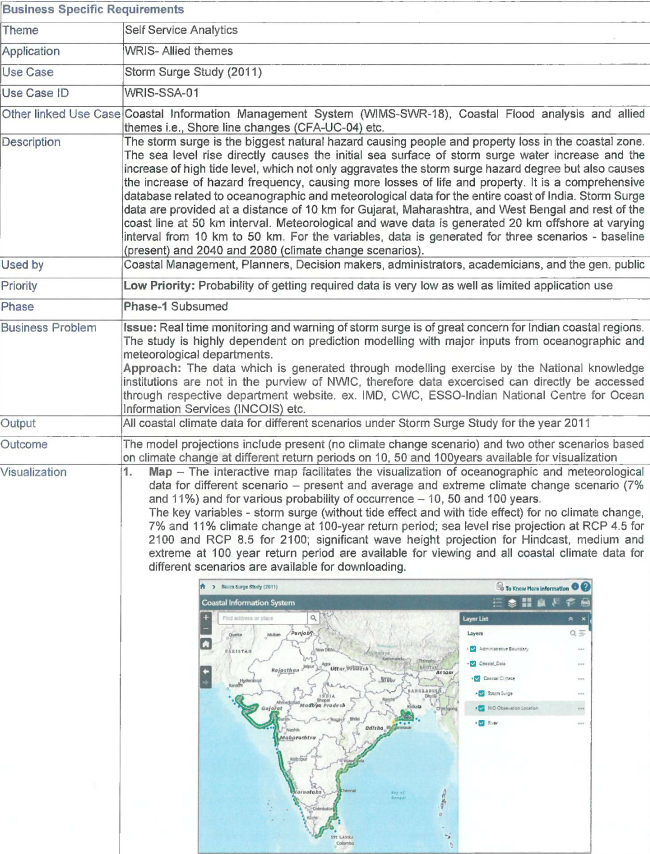 Business Specific Requirements
Theme Self Service Analytics
Application WRIS- Allied themes
Use Case Storm Surge Study (2011)
Use Case ID WRIS-SSA-01
Other linked Use Case Coastal Information Management System (WIMS-SWR-18), Coastal Flood analysis and allied
themes i.e., Shore line changes (CFA-UC-04) etc.
Description The storm surge is the biggest natural hazard causing people and property loss in the coastal zone.
The sea level rise directly causes the initial sea surface of storm surge water increase and the
increase of high tide level, which not only aggravates the storm surge hazard degree but also causes
the increase of hazard frequency, causing more losses of life and property. It is a comprehensive
database related to oceanographic and meteorological data for the entire coast of India. Storm Surge
data are provided at a distance of 10 km for Gujarat, Maharashtra, and West Bengal and rest of the
coast line at 50 km interval. Meteorological and wave data is generated 20 km offshore at varying
interval from 10 km to 50 km. For the variables, data is generated for three scenarios - baseline
(present) and 2040 and 2080 (climate change scenarios).
Used by Coastal Management, Planners, Decision makers, administrators, academicians, and the gen. public
Priority Low Priority: Probability of getting required data is very low as well as limited application use
Phase Phase-1 Subsumed
Business Problem Issue: Real time monitoring and warning of storm surge is of great concern for Indian coastal regions.
The study is highly dependent on prediction modelling with major inputs from oceanographic and
meteorological departments.
Approach: The data which is generated through modelling exercise by the National knowledge
institutions are not in the purview of NWIC, therefore data excercised can directly be accessed
through respective department website. ex. IMD, CWC, ESSO-Indian National Centre for Ocean
Information Services (INCOIS) etc.
Output All coastal climate data for different scenarios under Storm Surge Study for the year 2011
Outcome The model projections include present (no climate change scenario) and two other scenarios based
on climate change at different return periods on 10, 50 and 100years available for visualization
Visualization 1. Map – The interactive map facilitates the visualization of oceanographic and meteorological
data for different scenario – present and average and extreme climate change scenario (7%
and 11%) and for various probability of occurrence – 10, 50 and 100 years.
The key variables - storm surge (without tide effect and with tide effect) for no climate change,
7% and 11% climate change at 100-year return period; sea level rise projection at RCP 4.5 for
2100 and RCP 8.5 for 2100; significant wave height projection for Hindcast, medium and
extreme at 100 year return period are available for viewing and all coastal climate data for
different scenarios are available for downloading.
Storm Surge Study (2011) To Know More Information
Coastal Information System
Find address or place Layer List
Layers
Administrative Boundary
Coastal_Data
Coastal Climate
Storm Surge
NIO Observation Location
River
Quetta Multan Punjab
PAKISTAN New Delhi
Rajasthan Uttar Pradesh
Hyderabad
Karachi
INDIA BANGLADESH Assam
Gujarat Madhya Pradesh Kolkata
Nashik Odisha
Maharashtra
Karnataka Chennai
Bay of
Bengal
SRI LANKA
Colombo